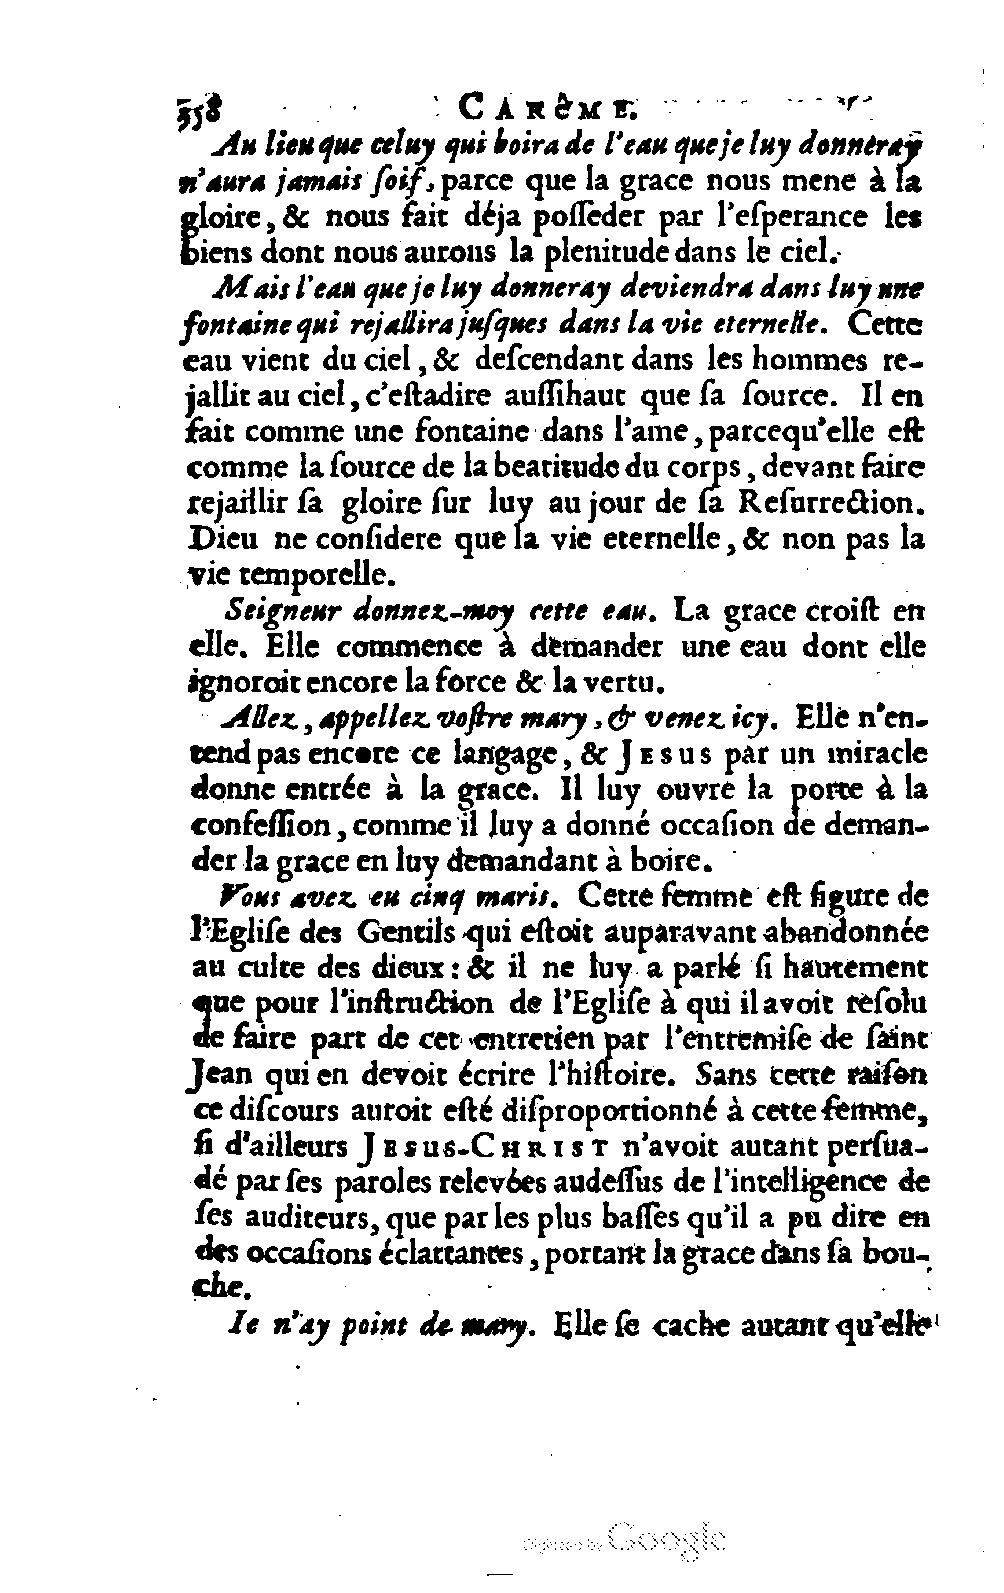 358 CARÊME.
Au lieu que celuy qui boira de l'eau que je luy donneray
n'aura jamais ſoif, parce que la grace nous mene à la
gloire, & nous fait déja poſſeder par l'eſperance les
biens dont nous aurons la plenitude dans le ciel.
Mais l'eau que je luy donneray deviendra dans luy une
fontaine qui rejallira juſques dans la vie eternelle. Cette
eau vient du ciel, & deſcendant dans les hommes re-
jallit au ciel, c'eſtadire auſſihaut que ſa ſource. Il en
fait comme une fontaine dans l'ame, parcequ'elle eſt
comme la ſource de la beatitude du corps, devant faire
rejaillir ſa gloire ſur luy au jour de ſa Reſurrection.
Dieu ne conſidere que la vie eternelle, & non pas la
vie temporelle.
Seigneur donnez-moy cette eau. La grace croiſt en
elle. Elle commence à demander une eau dont elle
ignoroit encore la force & la vertu.
Allez, appellez voſtre mary, & venez icy. Elle n'en-
tend pas encore ce langage, & JESUS par un miracle
donne entrée à la grace. Il luy ouvre la porte à la
confeſſion, comme il luy a donné occaſion de deman-
der la grace en luy demandant à boire.
Vous avez eu cinq maris. Cette femme eſt figure de
l'Egliſe des Gentils qui eſtoit auparavant abandonnée
au culte des dieux: & il ne luy a parlé ſi hautement
que pour l'inſtruction de l'Egliſe à qui il avoit reſolu
de faire part de cet entretien par l'entremiſe de ſaint
Jean qui en devoit écrire l'hiſtoire. Sans cette raiſon
ce diſcours auroit eſté diſproportionné à cette femme,
ſi d'ailleurs JESUS-CHRIST n'avoit autant perſua-
dé par ſes paroles relevées audeſſus de l'intelligence de
ſes auditeurs, que par les plus baſſes qu'il a pu dire en
des occaſions éclattantes, portant la grace dans ſa bou-
che.
Ie n'ay point de mary. Elle ſe cache autant qu'elle
Digitized by Google